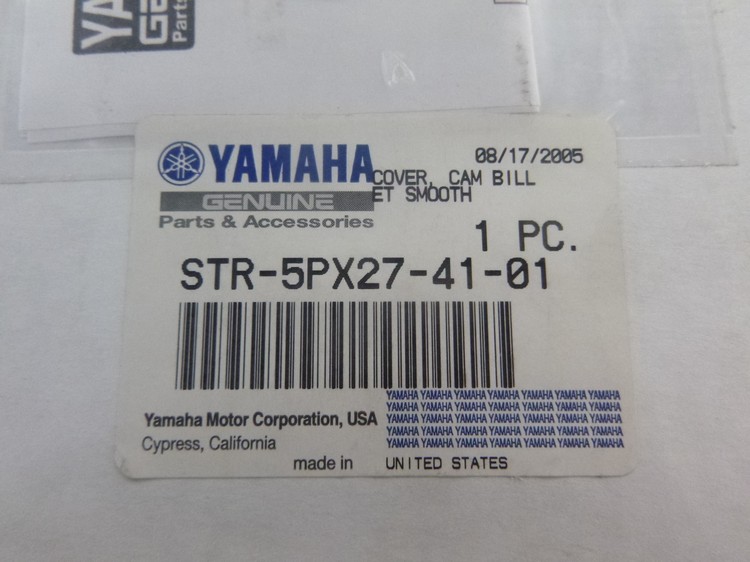 YA
GE
Parts
YAMAHA
08/17/2005
COVER, CAM BILL
ET SMOOTH
GENUINE
Parts & Accessories
1 PC.
STR-5PX27-41-01
YAMAHA YAMAHA YAMAHA YAMAHA YAMAHA YAMAHA YAMAHA
YAMAHA YAMAHA YAMAHA YAMAHA YAMAHA YAMAHA YAMAHA
YAMAHA YAMAHA YAMAHA YAMAHA YAMAHA YAMAHA YAMAHA
YAMAHA YAMAHA YAMAHA YAMAHA YAMAHA YAMAHA YAMAHA
YAMAHA YAMAHA YAMAHA YAMAHA YAMAHA YAMAHA YAMAHA
Yamaha Motor Corporation, USA
Cypress, California
made in UNITED STATES